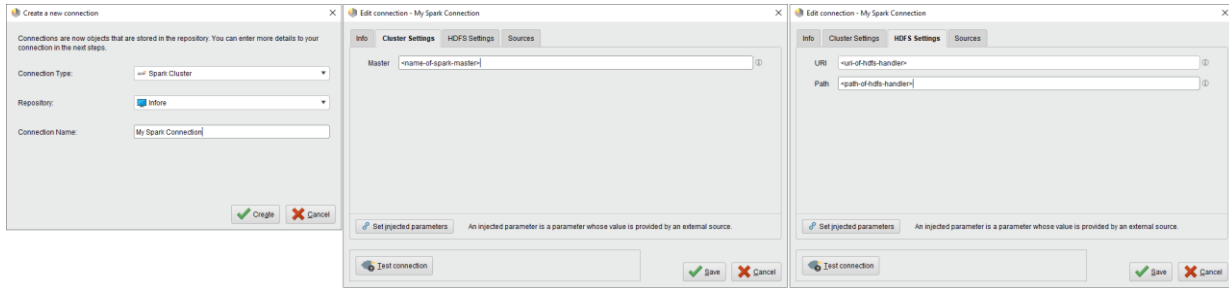 Create a new connection
Connections are now objects that are stored in the repository. You can enter more details to your
connection in the next steps.
Connection Type:
Spark Cluster
Repository:
Infore
Connection Name:
My Spark Connection
Create
Cancel
Edit connection - My Spark Connection
Info
Cluster Settings
HDFS Settings
Sources
Master
<name-of-spark-master>
Set injected parameters
An injected parameter is a parameter whose value is provided by an external source.
Test connection
Save
Cancel
Edit connection - My Spark Connection
Info
Cluster Settings
HDFS Settings
Sources
URI
<uri-of-hdfs-handler>
Path
<path-of-hdfs-handler>
Set injected parameters
An injected parameter is a parameter whose value is provided by an external source.
Test connection
Save
Cancel